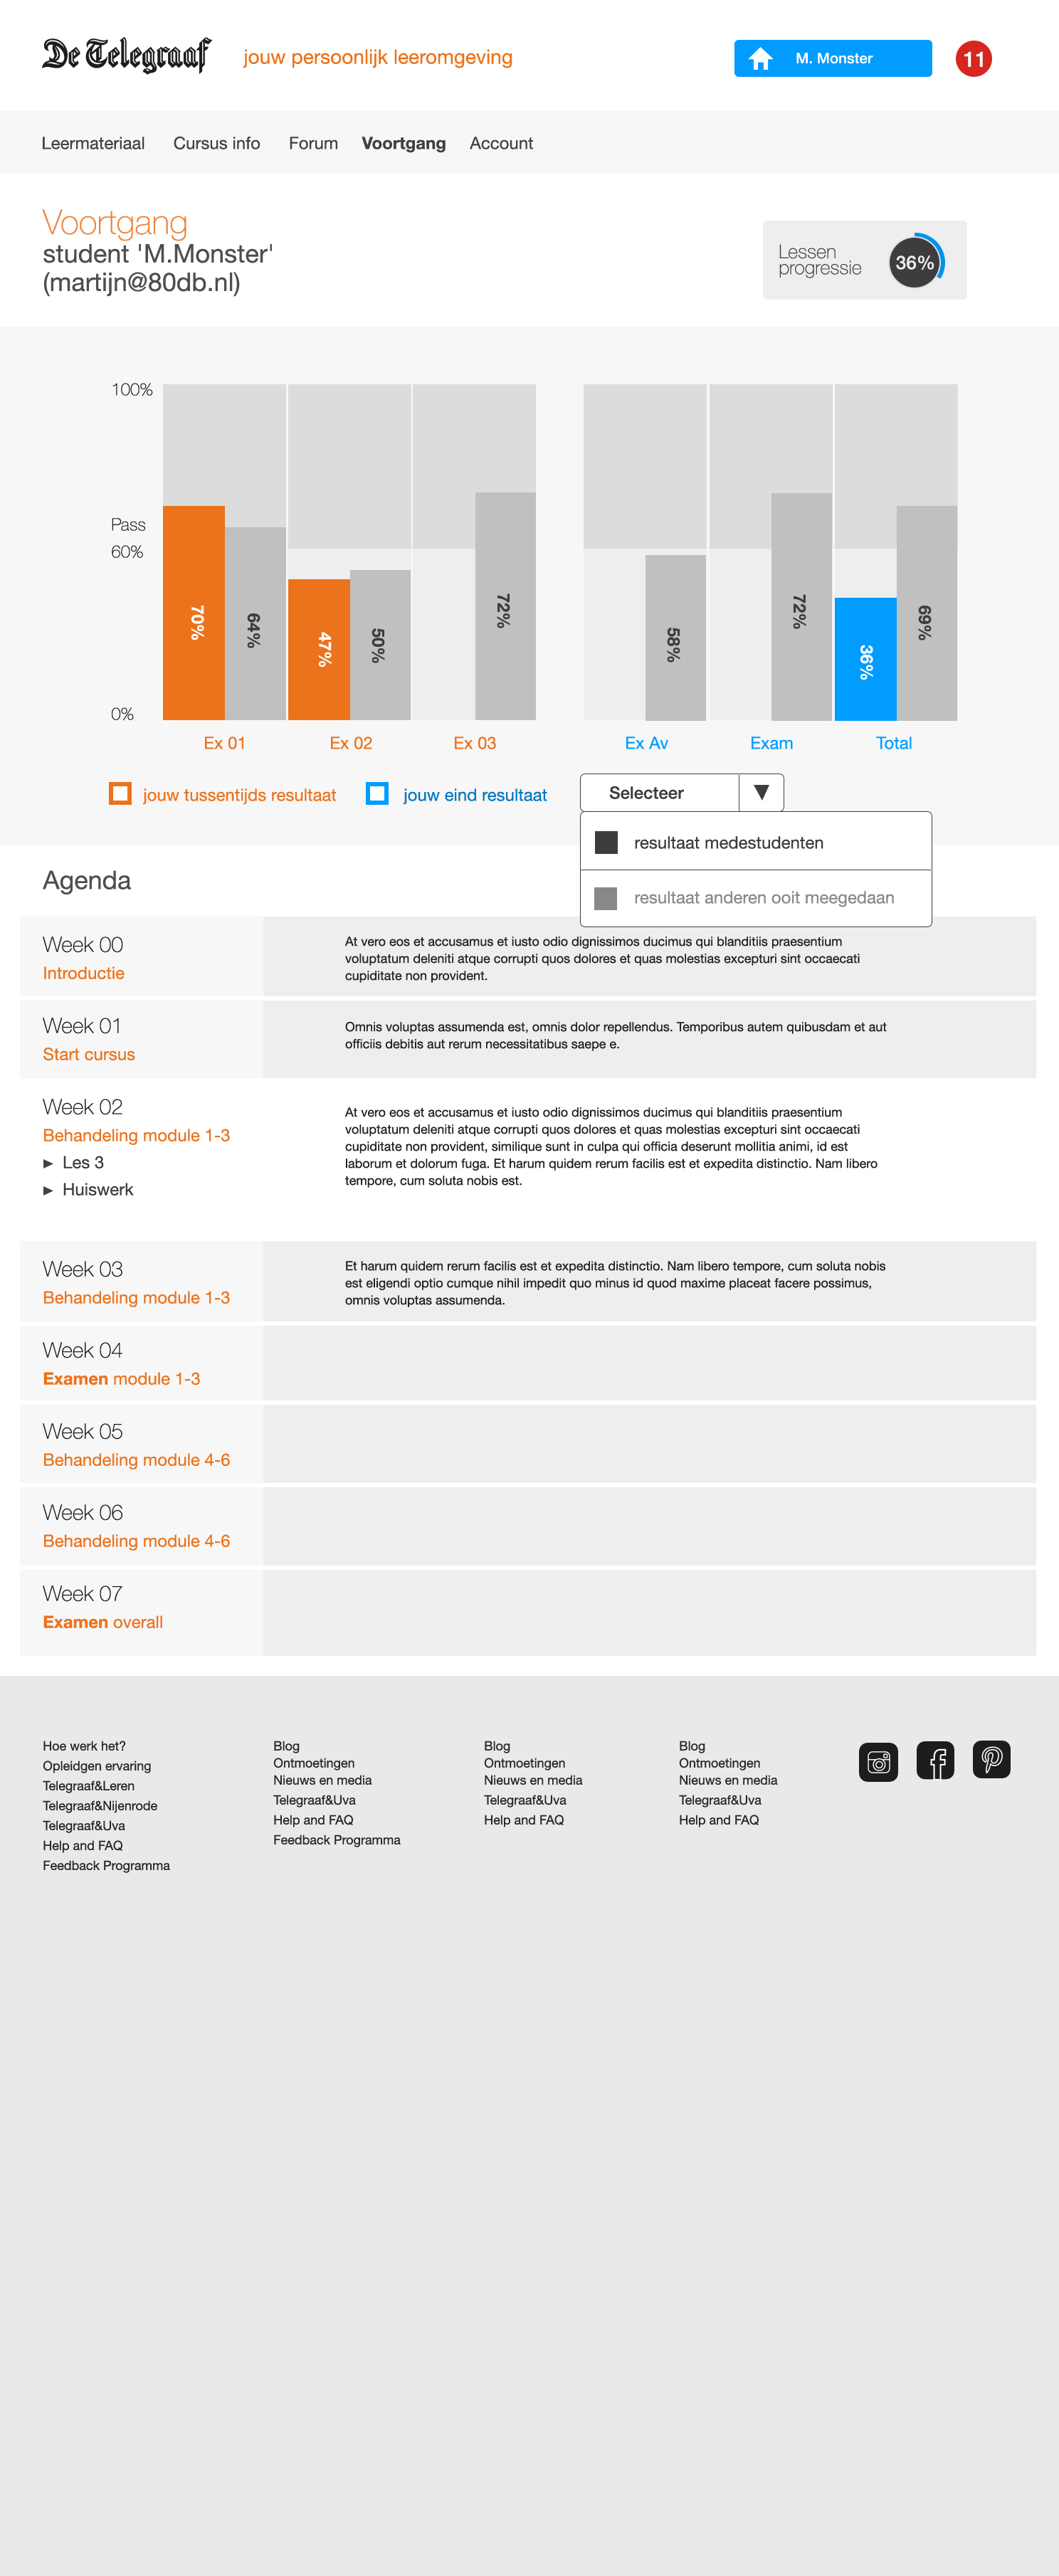 De Telegraaf
jouw persoonlijk leeromgeving
M. Monster
11
Leermateriaal
Cursus info
Forum
Voortgang
Account
Voortgang
student 'M.Monster'
(martijn@80db.nl)
Lessen
progressie
36%
100%
Pass
60%
0%
70%
64%
47%
50%
72%
58%
72%
36%
69%
Ex 01
Ex 02
Ex 03
Ex Av
Exam
Total
jouw tussentijds resultaat
jouw eind resultaat
Selecteer
resultaat medestudenten
resultaat anderen ooit meegedaan
Agenda
Week 00
Introductie
At vero eos et accusamus et iusto odio dignissimos ducimus qui blanditiis praesentium
voluptatum deleniti atque corrupti quos dolores et quas molestias excepturi sint occaecati
cupiditate non provident.
Week 01
Start cursus
Omnis voluptas assumenda est, omnis dolor repellendus. Temporibus autem quibusdam et aut
officiis debitis aut rerum necessitatibus saepe e.
Week 02
Behandeling module 1-3
Les 3
Huiswerk
At vero eos et accusamus et iusto odio dignissimos ducimus qui blanditiis praesentium
voluptatum deleniti atque corrupti quos dolores et quas molestias excepturi sint occaecati
cupiditate non provident, similique sunt in culpa qui officia deserunt mollitia animi, id est
laborum et dolorum fuga. Et harum quidem rerum facilis est et expedita distinctio. Nam libero
tempore, cum soluta nobis est.
Week 03
Behandeling module 1-3
Et harum quidem rerum facilis est et expedita distinctio. Nam libero tempore, cum soluta nobis
est eligendi optio cumque nihil impedit quo minus id quod maxime placeat facere possimus,
omnis voluptas assumenda.
Week 04
Examen module 1-3
Week 05
Behandeling module 4-6
Week 06
Behandeling module 4-6
Week 07
Examen overall
Hoe werk het?
Opleidgen ervaring
Telegraaf&Leren
Telegraaf&Nijenrode
Telegraaf&Uva
Help and FAQ
Feedback Programma
Blog
Ontmoetingen
Nieuws en media
Telegraaf&Uva
Help and FAQ
Feedback Programma
Blog
Ontmoetingen
Nieuws en media
Telegraaf&Uva
Help and FAQ
Blog
Ontmoetingen
Nieuws en media
Telegraaf&Uva
Help and FAQ